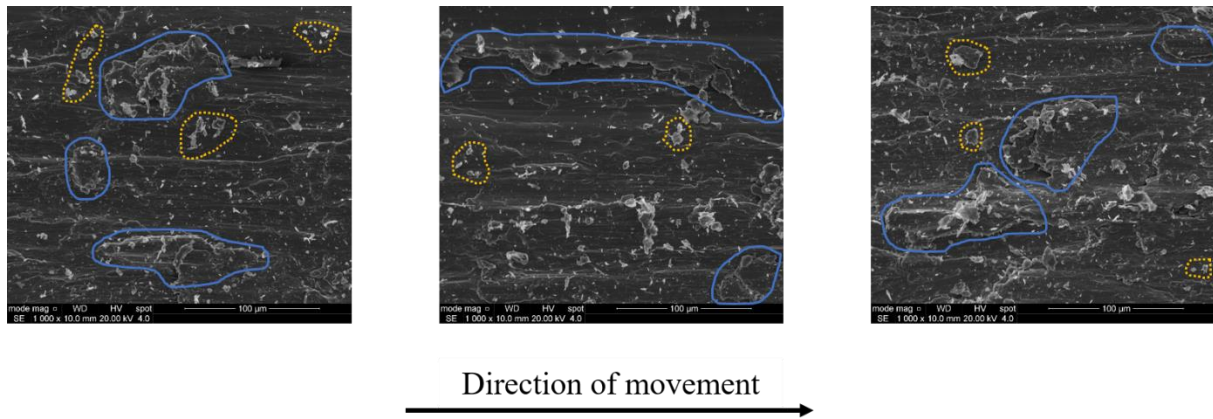 mode mag □ WD HV spot 100 µm
SE 1 000 x 10.0 mm 20.00 kV 4.0
mode mag □ WD HV spot 100 µm
SE 1 000 x 10.0 mm 20.00 kV 4.0
mode mag □ WD HV spot 100 µm
SE 1 000 x 10.0 mm 20.00 kV 4.0
Direction of movement